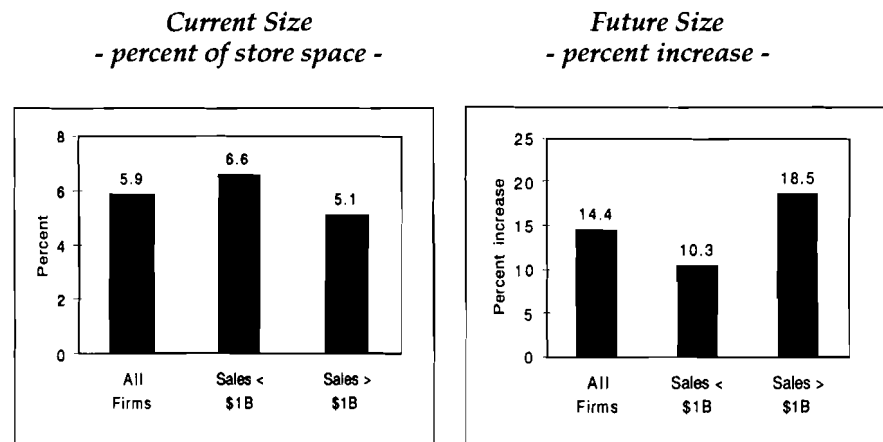 Current Size
- percent of store space -
8
6
4
2
0
Percent
5.9
6.6
5.1
All Firms
Sales < $1B
Sales > $1B
Future Size
- percent increase -
25
20
15
10
5
0
Percent increase
14.4
10.3
18.5
All Firms
Sales < $1B
Sales > $1B